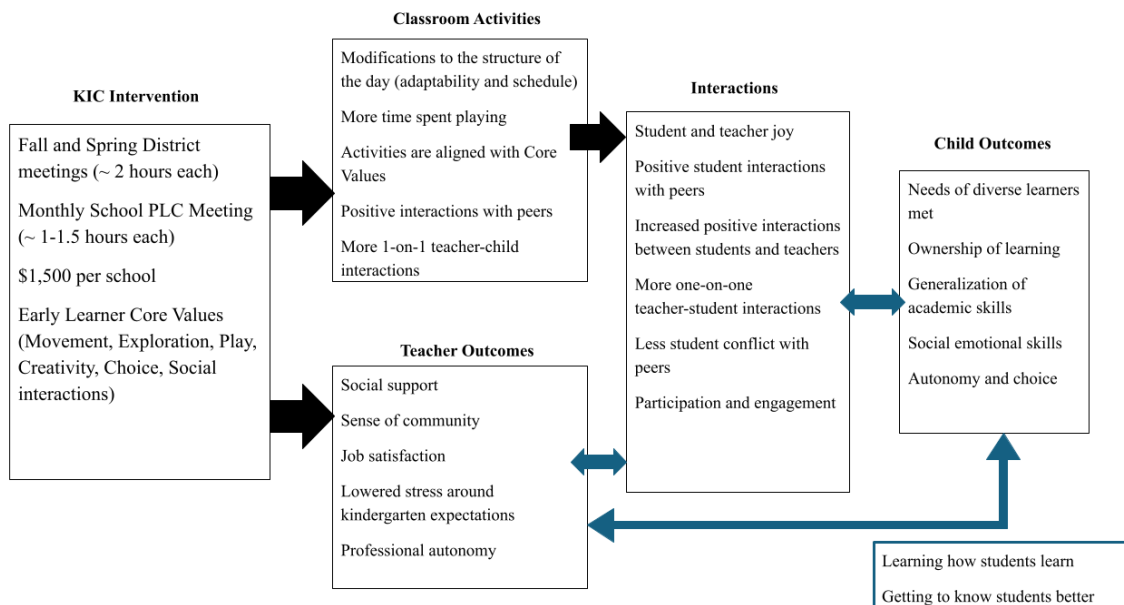 KIC Intervention
Fall and Spring District
meetings (~ 2 hours each)
Monthly School PLC Meeting
(~ 1-1.5 hours each)
$1,500 per school
Early Learner Core Values
(Movement, Exploration, Play,
Creativity, Choice, Social
interactions)
Classroom Activities
Modifications to the structure of
the day (adaptability and schedule)
More time spent playing
Activities are aligned with Core
Values
Positive interactions with peers
More 1-on-1 teacher-child
interactions
Teacher Outcomes
Social support
Sense of community
Job satisfaction
Lowered stress around
kindergarten expectations
Professional autonomy
Interactions
Student and teacher joy
Positive student interactions
with peers
Increased positive interactions
between students and teachers
More one-on-one
teacher-student interactions
Less student conflict with
peers
Participation and engagement
Child Outcomes
Needs of diverse learners
met
Ownership of learning
Generalization of
academic skills
Social emotional skills
Autonomy and choice
Learning how students learn
Getting to know students better